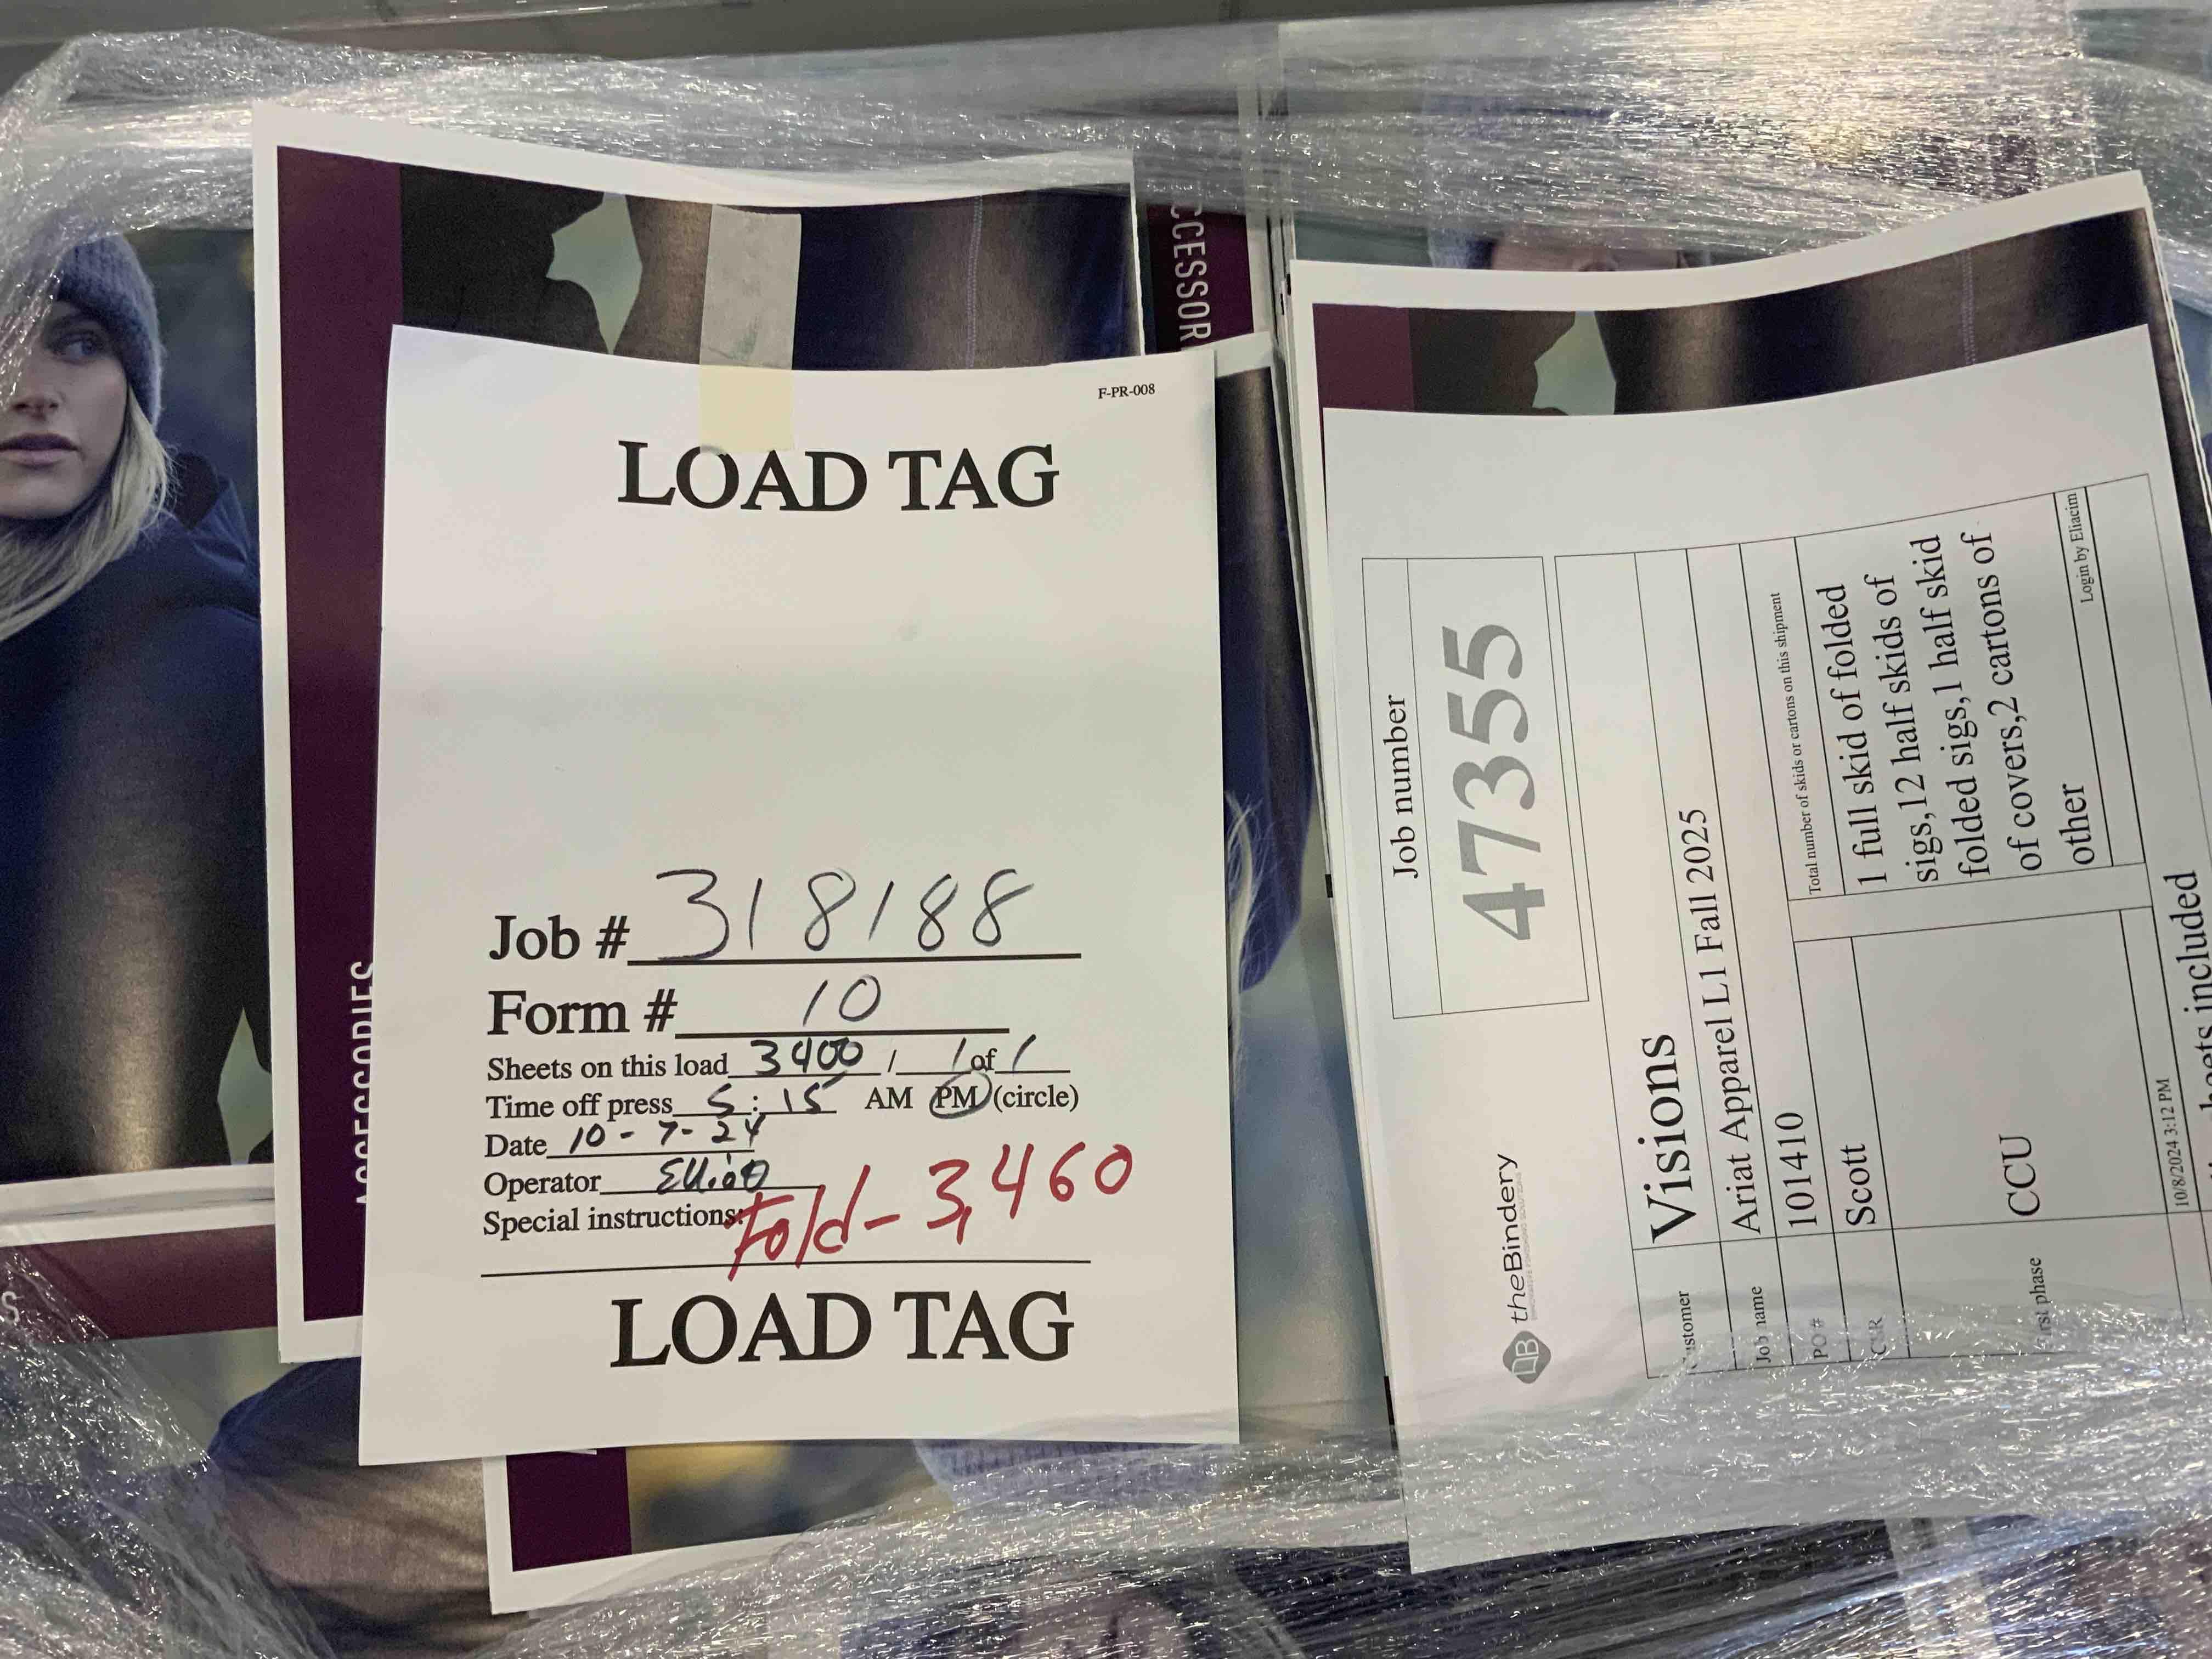 CCESSOR
ACCESSORIES
S
F-PR-008
LOAD TAG
Job # 318188
Form # 10
Sheets on this load 3400 / 1 of 1
Time off press 5:15 AM PM (circle)
Date 10-7-24
Operator Elliott
Special instructions: Fold - 3,460
LOAD TAG
Job number
47355
theBindery
Customer Visions
Job name Ariat Apparel L1 Fall 2025
PO# 101410
CSR Scott
First phase CCU
Total number of skids or cartons on this shipment
1 full skid of folded
sigs,12 half skids of
folded sigs,1 half skid
of covers,2 cartons of
other
Login by Eliacim
10/8/2024 3:12 PM
included